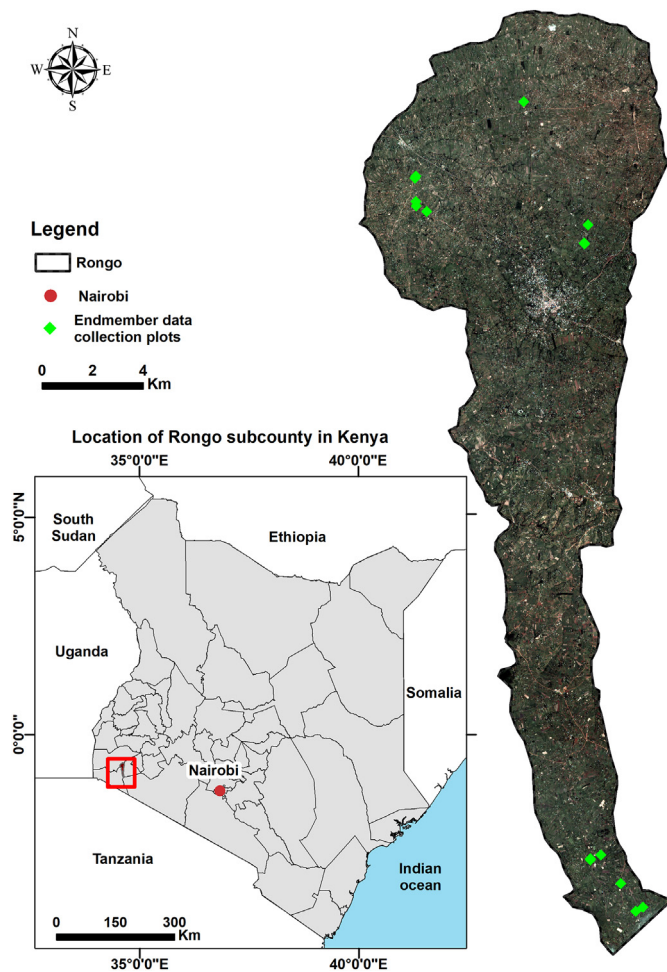 N
W E
S
Legend
Rongo
Nairobi
Endmember data
collection plots
0 2 4
Km
Location of Rongo subcounty in Kenya
35°0'0"E 40°0'0"E
5°0'0"N
0°0'0"
South
Sudan
Ethiopia
Uganda
Somalia
Nairobi
Tanzania
Indian
ocean
0 150 300
Km
35°0'0"E 40°0'0"E